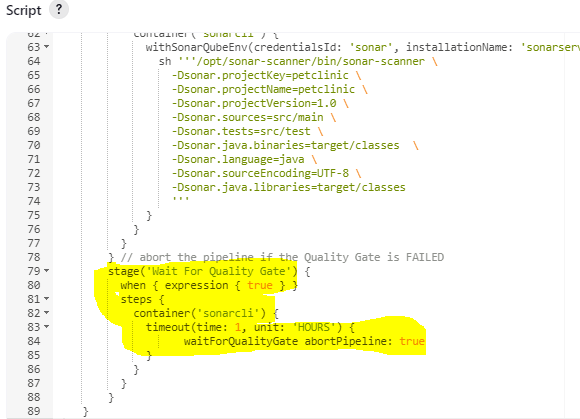 Script ?
62 container('sonarcli') {
63 withSonarQubeEnv(credentialsId: 'sonar', installationName: 'sonarserv
64 sh '''/opt/sonar-scanner/bin/sonar-scanner \
65 -Dsonar.projectKey=petclinic \
66 -Dsonar.projectName=petclinic \
67 -Dsonar.projectVersion=1.0 \
68 -Dsonar.sources=src/main \
69 -Dsonar.tests=src/test \
70 -Dsonar.java.binaries=target/classes  \
71 -Dsonar.language=java \
72 -Dsonar.sourceEncoding=UTF-8 \
73 -Dsonar.java.libraries=target/classes
74 '''
75 }
76 }
77 }
78 } // abort the pipeline if the Quality Gate is FAILED
79 stage('Wait For Quality Gate') {
80 when { expression { true } }
81 steps {
82 container('sonarcli') {
83 timeout(time: 1, unit: 'HOURS') {
84 waitForQualityGate abortPipeline: true
85 }
86 }
87 }
88 }
89 }